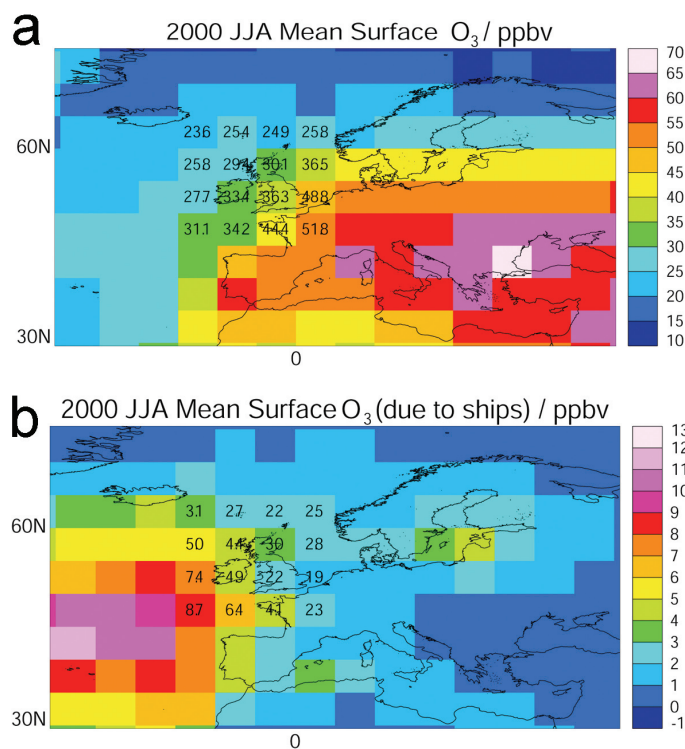 a
2000 JJA Mean Surface O₃ / ppbv
70
65
60
55
50
45
40
35
30
25
20
15
10
60N
30N
0
236 254 249 258
258 294 301 365
277 334 363 488
311 342 444 518
b
2000 JJA Mean Surface O₃ (due to ships) / ppbv
13
12
11
10
9
8
7
6
5
4
3
2
1
0
-1
60N
30N
0
31 27 22 25
50 44 30 28
74 49 22 19
87 64 41 23